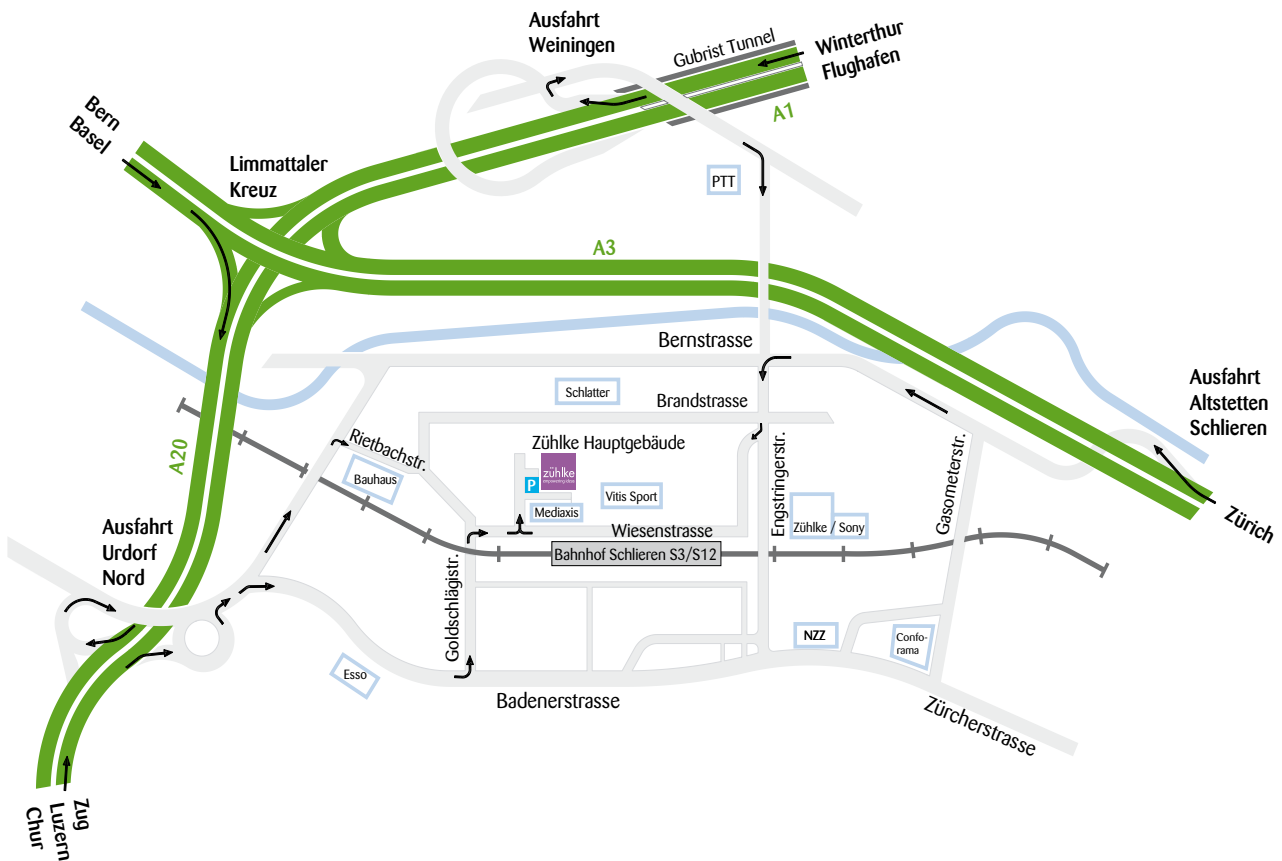 Ausfahrt
Weiningen
Gubrist Tunnel
Winterthur
Flughafen
A1
Bern
Basel
Limmattaler
Kreuz
PTT
A3
Bernstrasse
Schlatter
Brandstrasse
Ausfahrt
Altstetten
Schlieren
A20
Rietbachstr.
Bauhaus
Zühlke Hauptgebäude
P
zühlke
Mediaxis
Vitis Sport
Wiesenstrasse
Engstringerstr.
Zühlke / Sony
Gasometerstr.
Zürich
Ausfahrt
Urdorf
Nord
Bahnhof Schlieren S3/S12
Goldschlägistr.
NZZ
Confo-
rama
Esso
Badenerstrasse
Zürcherstrasse
Zug
Luzern
Chur